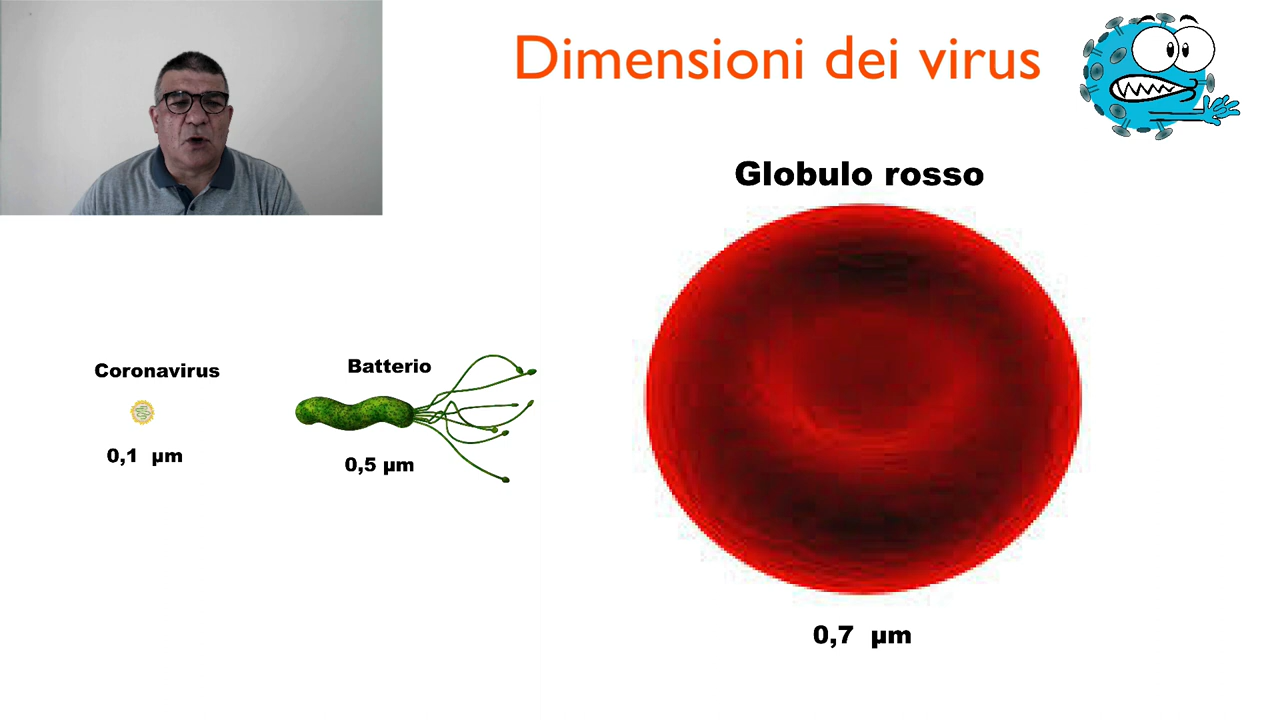 Dimensioni dei virus
Globulo rosso
Coronavirus
Batterio
0,1 µm
0,5 µm
0,7 µm